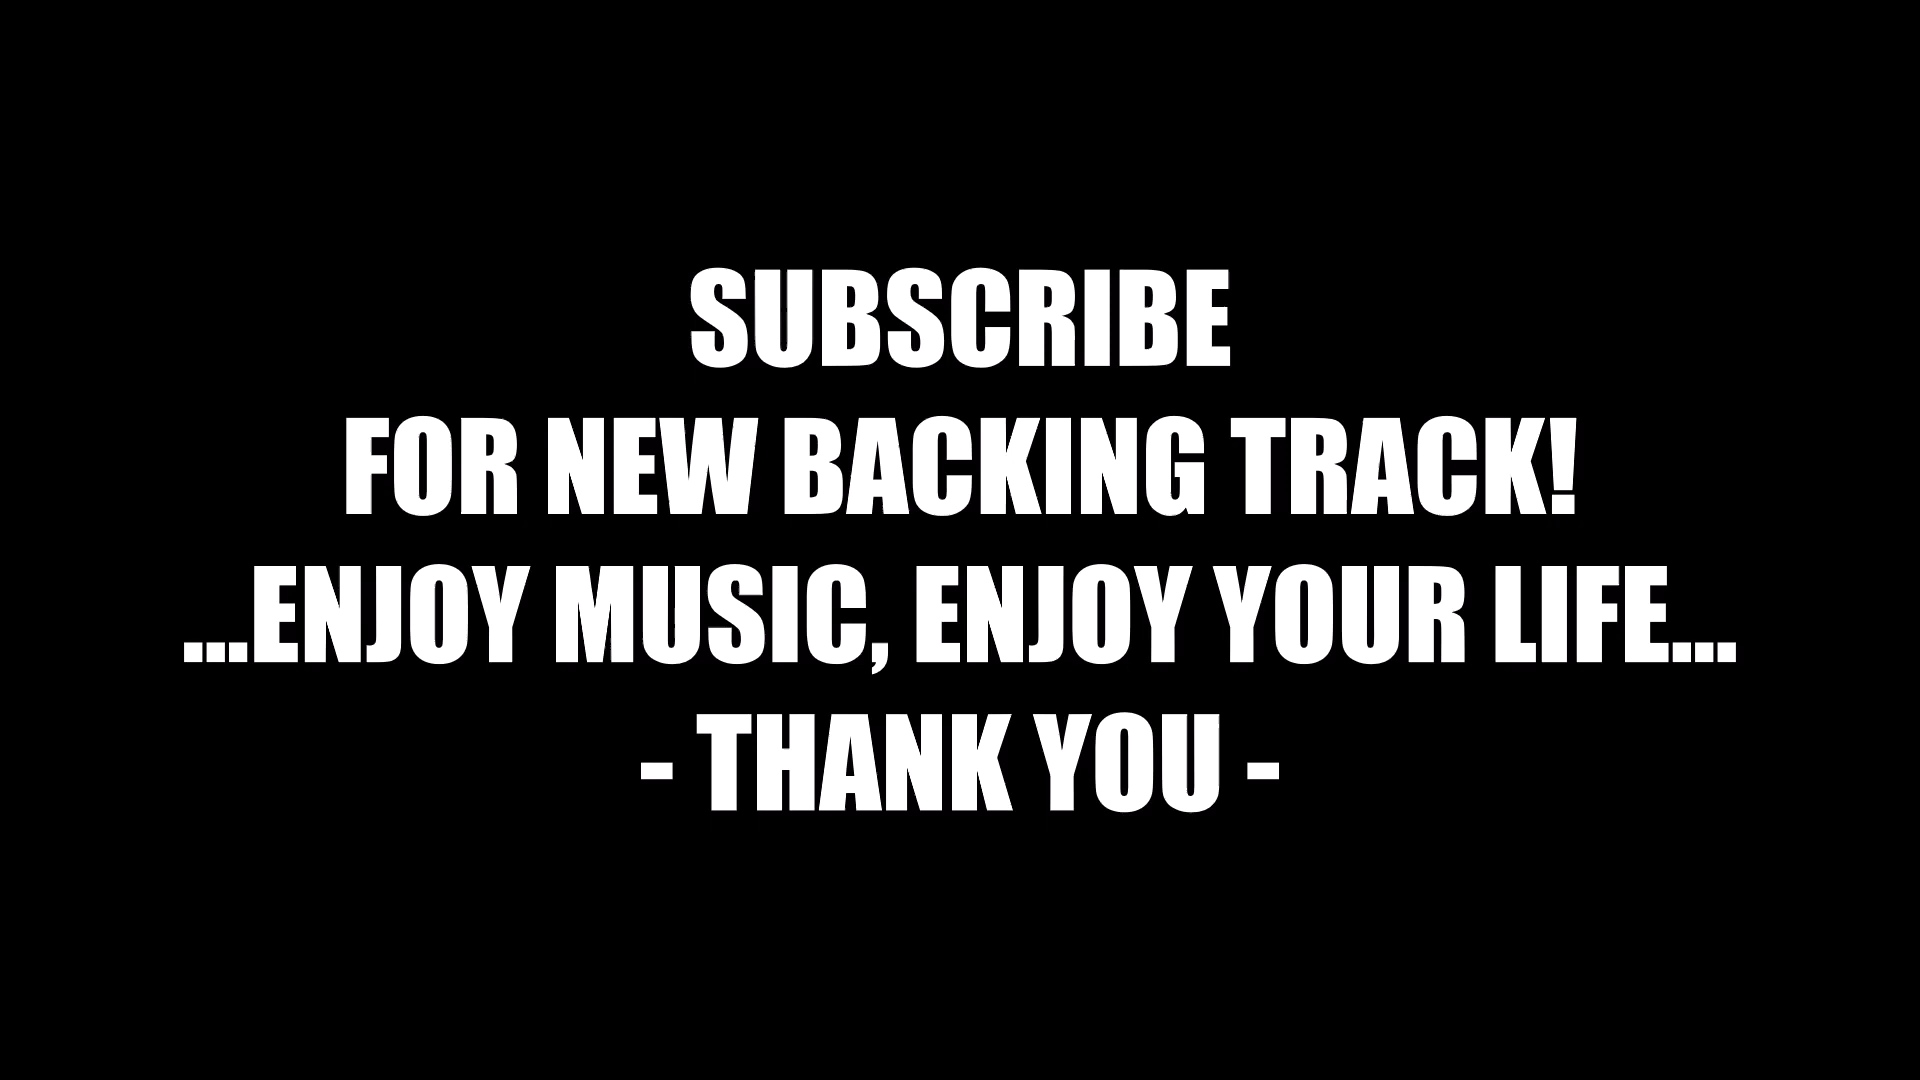 SUBSCRIBE
FOR NEW BACKING TRACK!
...ENJOY MUSIC, ENJOY YOUR LIFE...
- THANK YOU -